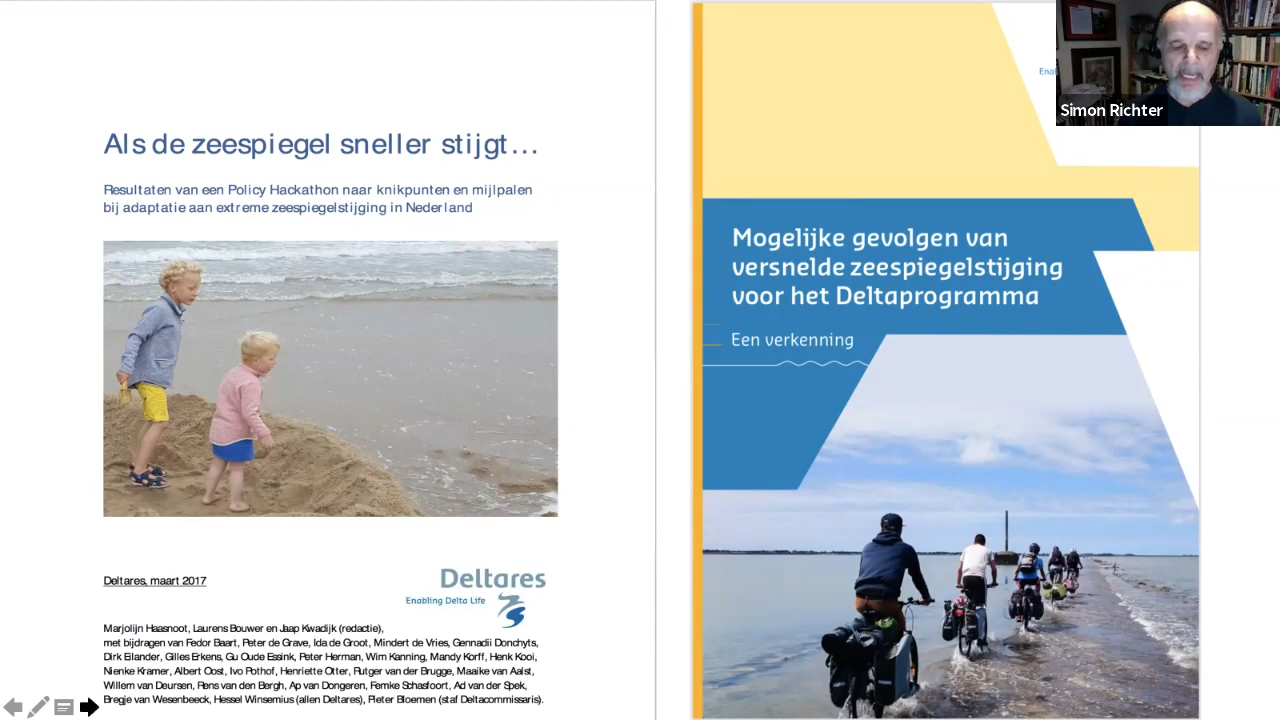 Als de zeespiegel sneller stijgt…
Resultaten van een Policy Hackathon naar knikpunten en mijlpalen
bij adaptatie aan extreme zeespiegelstijging in Nederland
Deltares, maart 2017
Deltares
Enabling Delta Life
Marjolijn Haasnoot, Laurens Bouwer en Jaap Kwadijk (redactie),
met bijdragen van Fedor Baart, Peter de Grave, Ida de Groot, Mindert de Vries, Gennadii Donchyts,
Dirk Eilander, Gilles Erkens, Gu Oude Essink, Peter Herman, Wim Kanning, Mandy Korff, Henk Kooi,
Nienke Kramer, Albert Oost, Ivo Pothof, Henriette Otter, Rutger van der Brugge, Maaike van Aalst,
Willem van Deursen, Rens van den Bergh, Ap van Dongeren, Femke Schasfoort, Ad van der Spek,
Bregje van Wesenbeeck, Hessel Winsemius (allen Deltares), Pieter Bloemen (staf Deltacommissaris).
Mogelijke gevolgen van
versnelde zeespiegelstijging
voor het Deltaprogramma
Een verkenning
Enal
Simon Richter